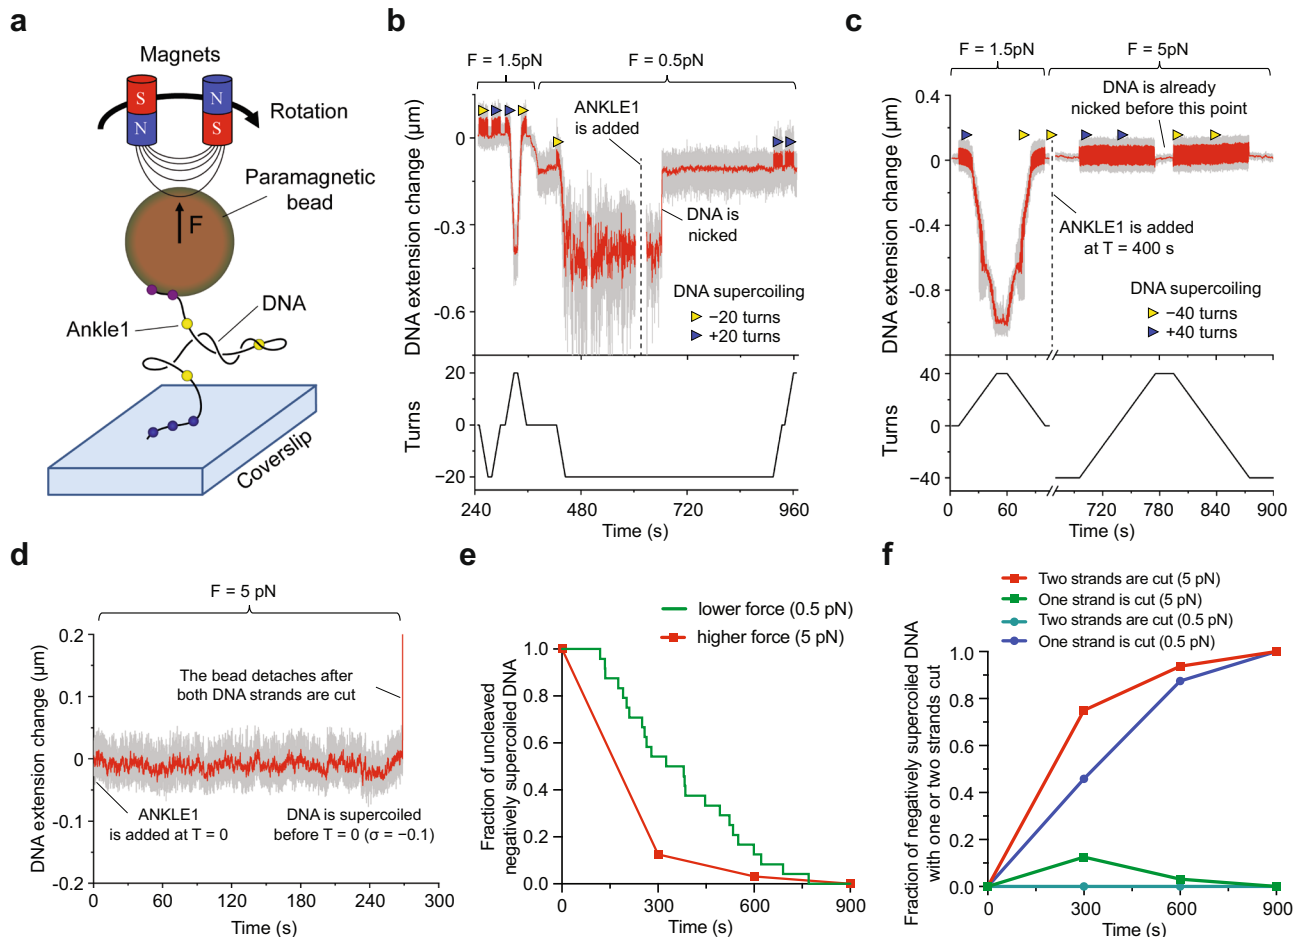 a
Magnets
S
N
N
S
Rotation
Paramagnetic
bead
F
DNA
Ankle1
Coverslip
b
F = 1.5pN
F = 0.5pN
ANKLE1
is added
DNA is
nicked
DNA supercoiling
−20 turns
+20 turns
DNA extension change (µm)
0
−0.3
−0.6
Turns
20
0
−20
240
480
720
960
Time (s)
c
F = 1.5pN
F = 5pN
DNA is already
nicked before this point
ANKLE1 is added
at T = 400 s
DNA supercoiling
−40 turns
+40 turns
DNA extension change (µm)
0.4
0
−0.4
−0.8
Turns
40
0
−40
0
60
720
780
840
900
Time (s)
d
F = 5 pN
The bead detaches after
both DNA strands are cut
ANKLE1
is added at T = 0
DNA is supercoiled
before T = 0 (σ = −0.1)
DNA extension change (µm)
0.2
0.1
0
-0.1
-0.2
0
60
120
180
240
300
Time (s)
e
lower force (0.5 pN)
higher force (5 pN)
Fraction of uncleaved
negatively supercoiled DNA
1.0
0.8
0.6
0.4
0.2
0.0
0
300
600
900
Time (s)
f
Two strands are cut (5 pN)
One strand is cut (5 pN)
Two strands are cut (0.5 pN)
One strand is cut (0.5 pN)
Fraction of negatively supercoiled DNA
with one or two strands cut
1.0
0.8
0.6
0.4
0.2
0.0
0
300
600
900
Time (s)